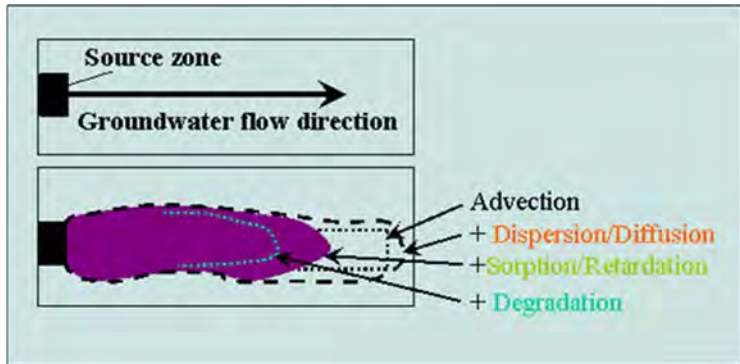 Source zone
Groundwater flow direction
Advection
+ Dispersion/Diffusion
+Sorption/Retardation
+ Degradation